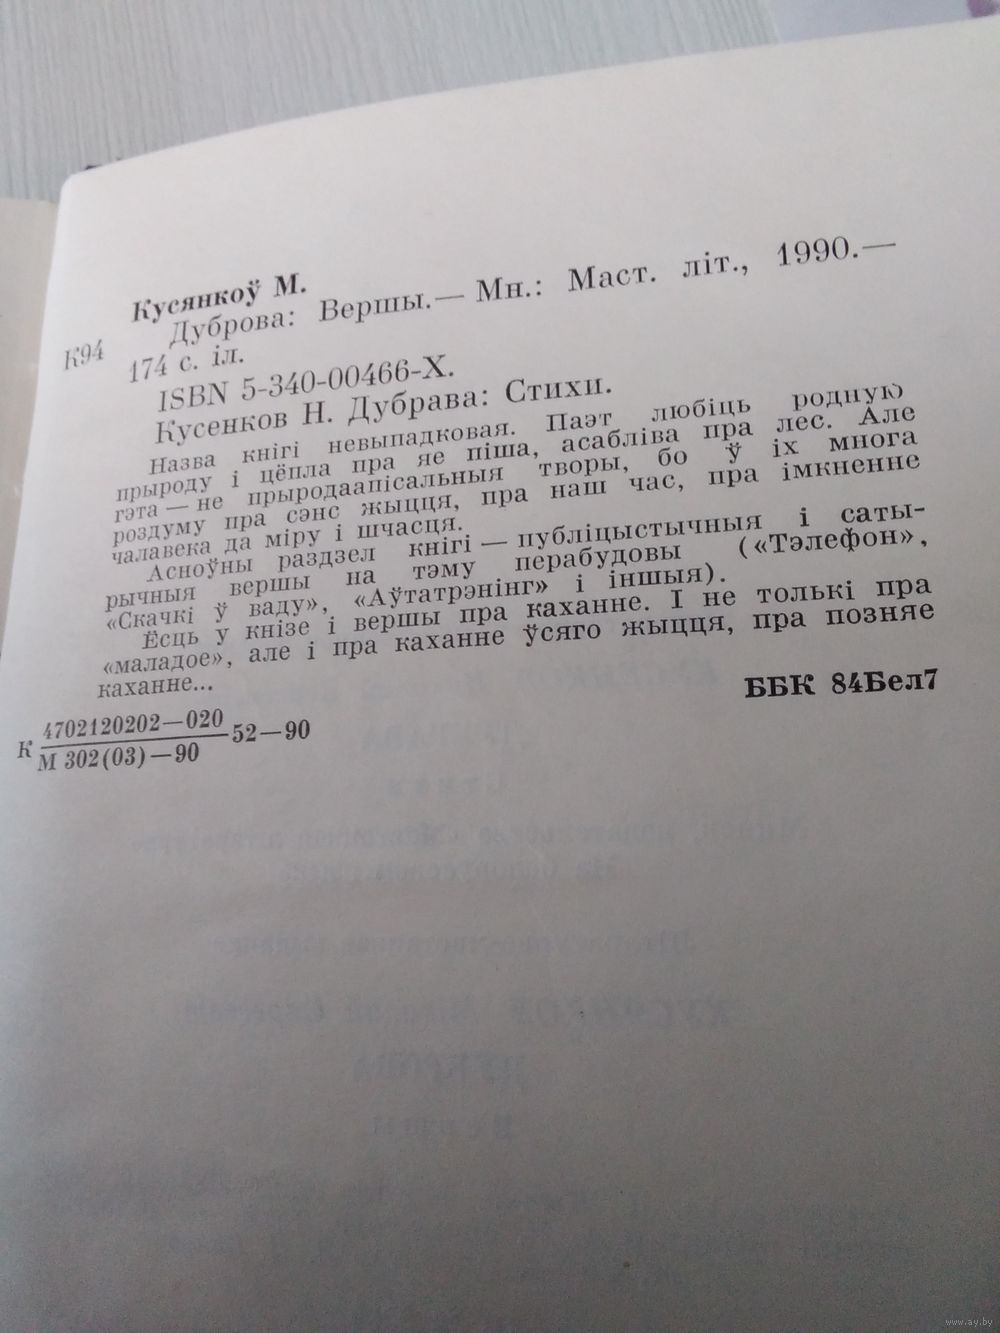 Кусянкоў М.
К94 Дуброва: Вершы.— Мн.: Маст. літ., 1990.—
174 с. іл.
ISBN 5-340-00466-X.
Кусенков Н. Дубрава: Стихи.
Назва кнігі невыпадковая. Паэт любіць родную
прыроду і цёпла пра яе піша, асабліва пра лес. Але
гэта — не прыродаапісальныя творы, бо ў іх многа
роздуму пра сэнс жыцця, пра наш час, пра імкненне
чалавека да міру і шчасця.
Асноўны раздзел кнігі — публіцыстычныя і саты-
рычныя вершы на тэму перабудовы («Тэлефон»,
«Скачкі ў ваду», «Аўтатрэнінг» і іншыя).
Ёсць у кнізе і вершы пра каханне. І не толькі пра
«маладое», але і пра каханне ўсяго жыцця, пра позняе
каханне...
К 4702120202—020
М 302(03)—90
52—90
ББК 84Бел7
www.ay.by